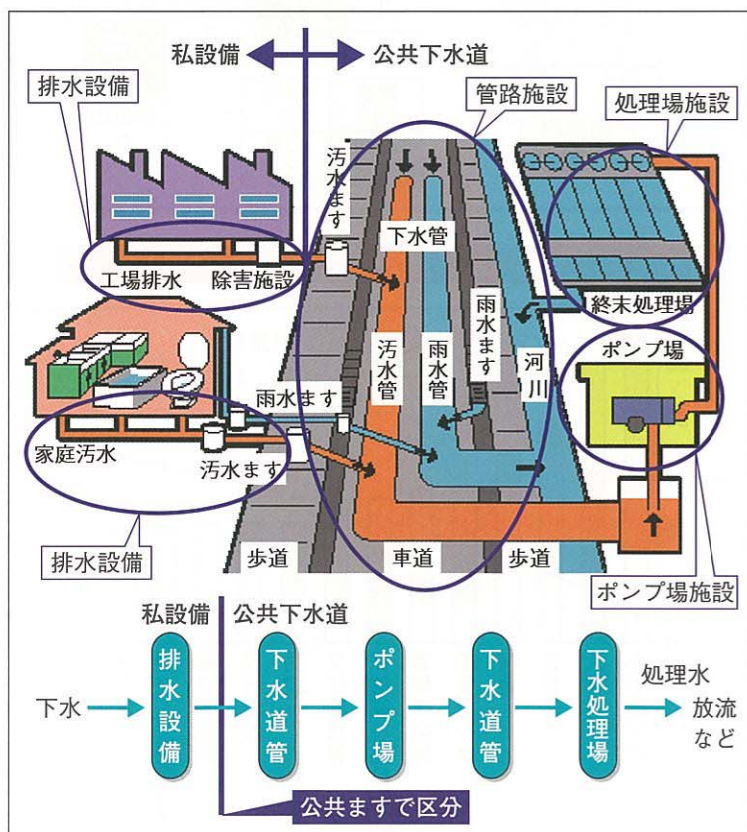 私設備
公共下水道
排水設備
管路施設
処理場施設
汚水ます
下水管
工場排水
除害施設
終末処理場
雨水ます
汚水管
雨水管
河川
ポンプ場
雨水ます
家庭汚水
汚水ます
排水設備
歩道
車道
歩道
ポンプ場施設
私設備
公共下水道
下水
排水設備
下水道管
ポンプ場
下水道管
下水処理場
処理水
放流
など
公共ますで区分